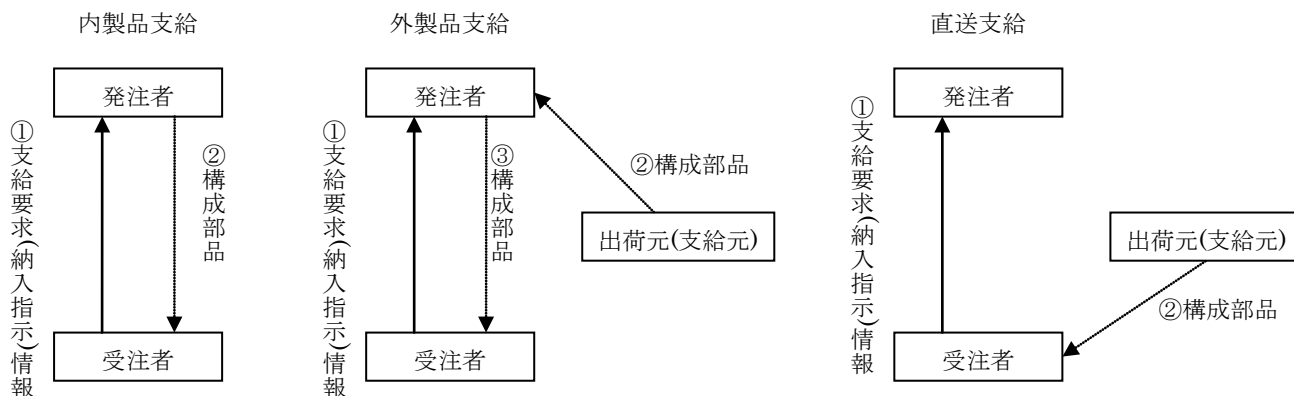 内製品支給
発注者
①支給要求(納入指示)情報
②構成部品
受注者
外製品支給
発注者
①支給要求(納入指示)情報
③構成部品
②構成部品
出荷元(支給元)
受注者
直送支給
発注者
①支給要求(納入指示)情報
出荷元(支給元)
②構成部品
受注者